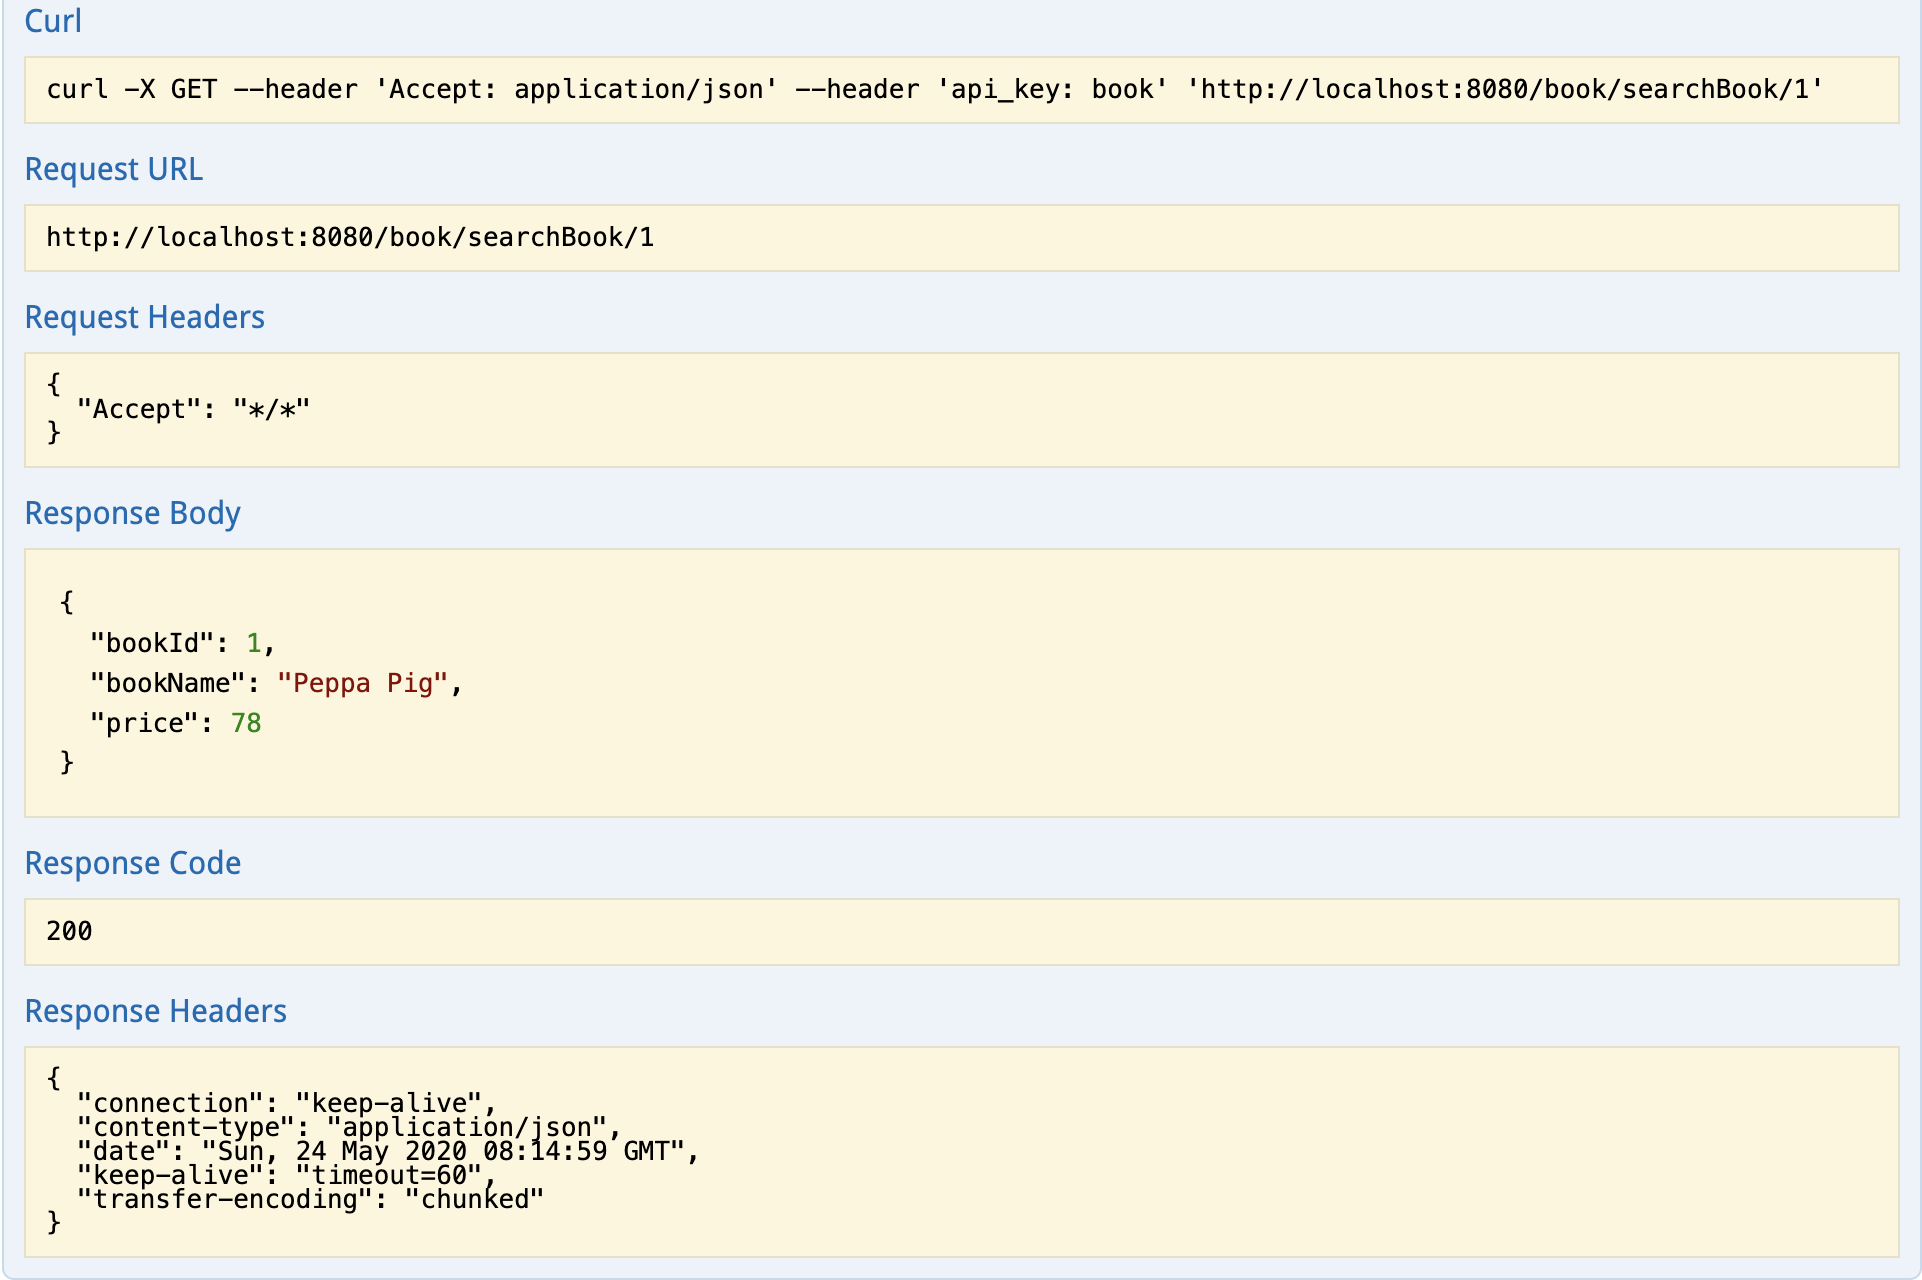 Curl
curl -X GET --header 'Accept: application/json' --header 'api_key: book' 'http://localhost:8080/book/searchBook/1'
Request URL
http://localhost:8080/book/searchBook/1
Request Headers
{
  "Accept": "*/*"
}
Response Body
{
  "bookId": 1,
  "bookName": "Peppa Pig",
  "price": 78
}
Response Code
200
Response Headers
{
  "connection": "keep-alive",
  "content-type": "application/json",
  "date": "Sun, 24 May 2020 08:14:59 GMT",
  "keep-alive": "timeout=60",
  "transfer-encoding": "chunked"
}